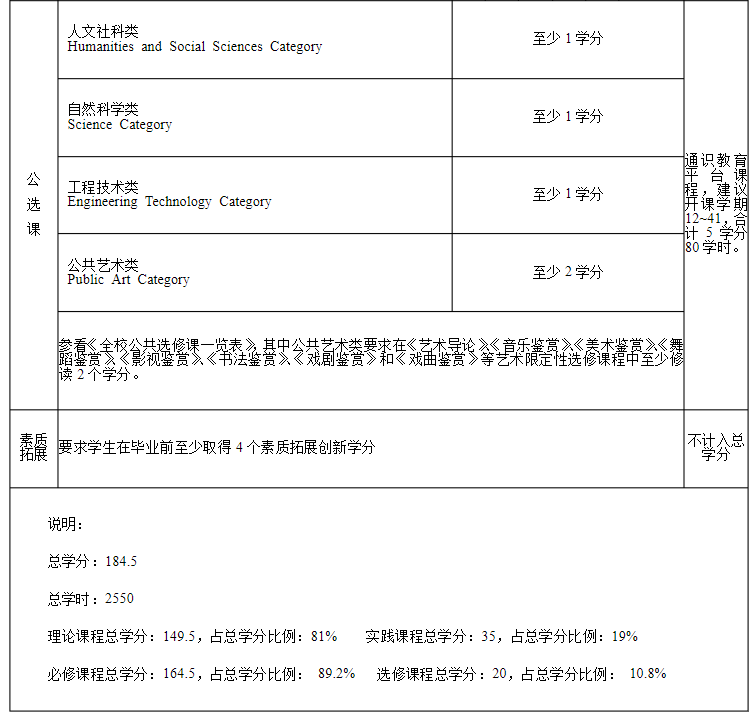 人文社科类
Humanities and Social Sciences Category
至少 1 学分
自然科学类
Science Category
至少 1 学分
工程技术类
Engineering Technology Category
至少 1 学分
公共艺术类
Public Art Category
至少 2 学分
公
选
课
通识教育
平台课
程，建议
开课学期
12~41，合
计 5 学分
80 学时。
参看《全校公共选修课一览表》，其中公共艺术类要求在《艺术导论》《音乐鉴赏》、《美术鉴赏》、《舞
蹈鉴赏》、《影视鉴赏》、《书法鉴赏》、《戏剧鉴赏》和《戏曲鉴赏》等艺术限定性选修课程中至少修
读 2 个学分。
素质
拓展
要求学生在毕业前至少取得 4 个素质拓展创新学分
不计入总
学分
说明：
总学分：184.5
总学时：2550
理论课程总学分：149.5，占总学分比例：81% 实践课程总学分：35，占总学分比例：19%
必修课程总学分：164.5，占总学分比例： 89.2% 选修课程总学分：20，占总学分比例： 10.8%